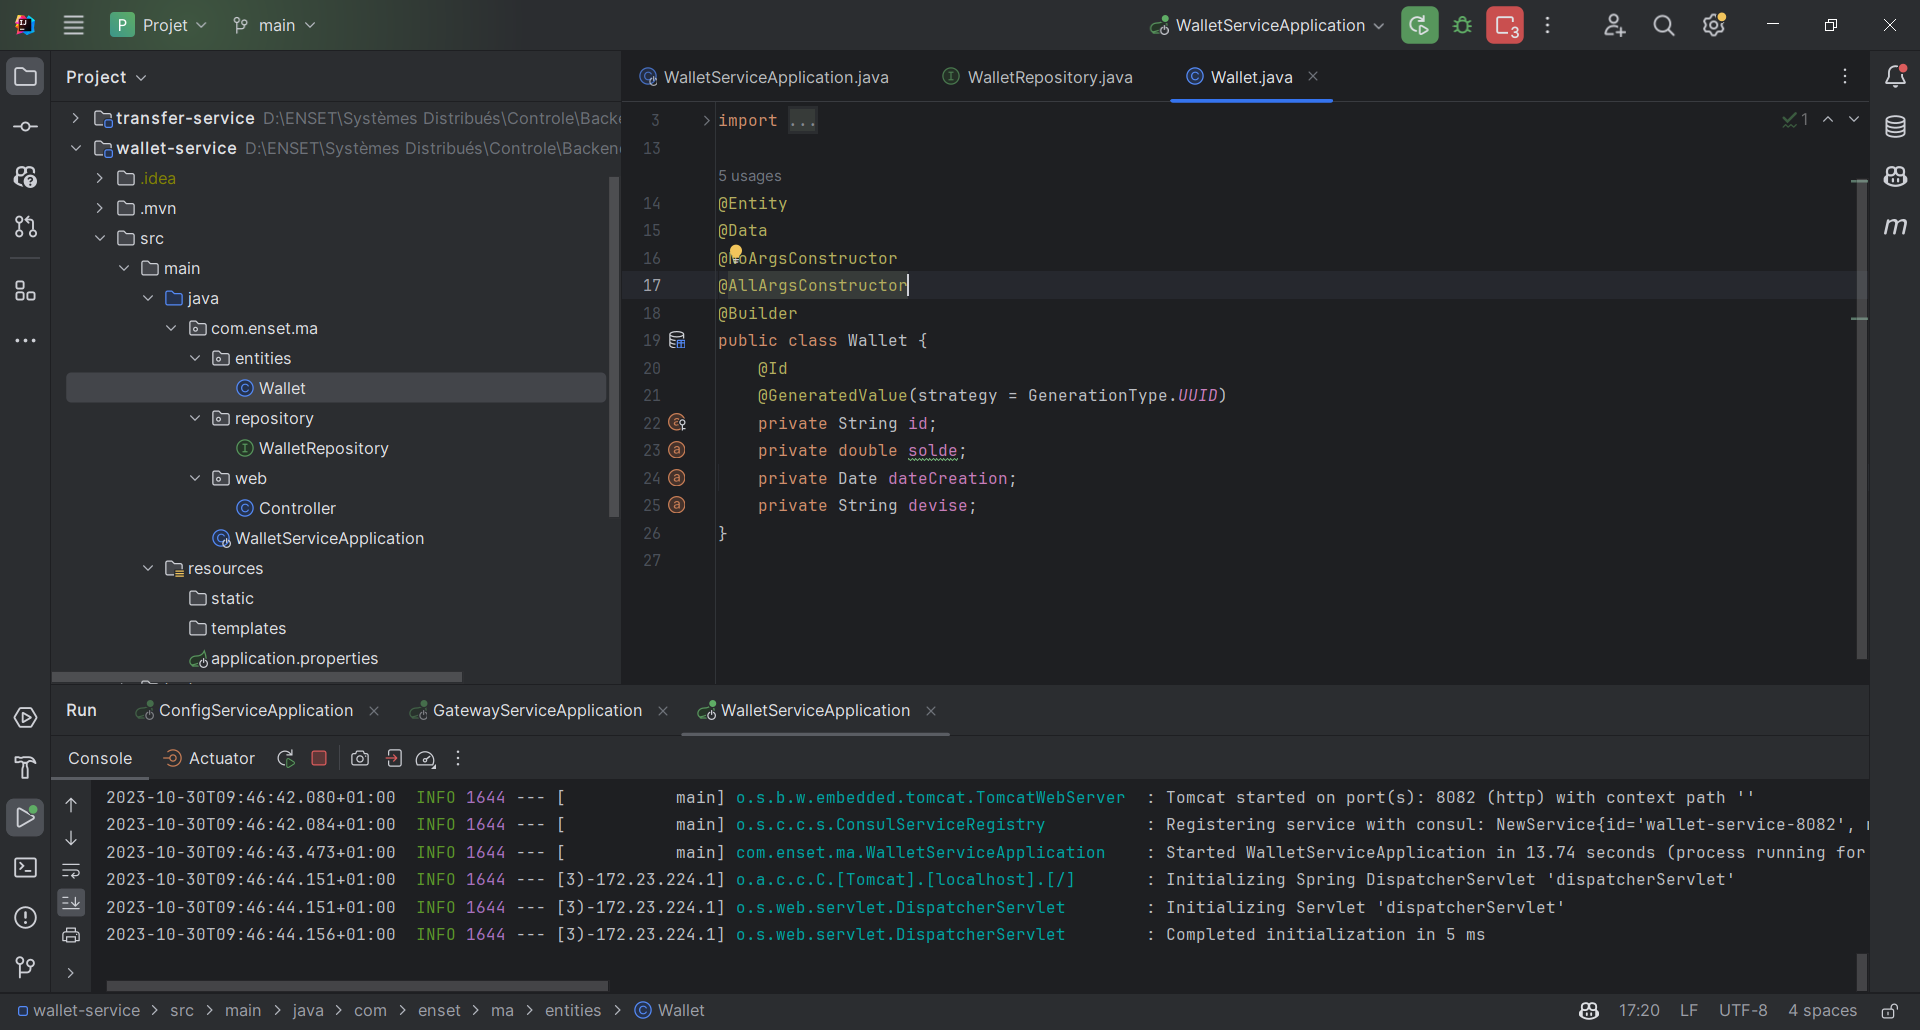 P Projet main WalletServiceApplication 3
Project
transfer-service D:\ENSET\Systèmes Distribués\Controle\Backe
wallet-service D:\ENSET\Systèmes Distribués\Controle\Backen
.idea
.mvn
src
main
java
com.enset.ma
entities
Wallet
repository
WalletRepository
web
Controller
WalletServiceApplication
resources
static
templates
application.properties
WalletServiceApplication.java WalletRepository.java Wallet.java
3 import ... 1
13
5 usages
14 @Entity
15 @Data
16 @NoArgsConstructor
17 @AllArgsConstructor
18 @Builder
19 public class Wallet {
20 @Id
21 @GeneratedValue(strategy = GenerationType.UUID)
22 private String id;
23 private double solde;
24 private Date dateCreation;
25 private String devise;
26 }
27
Run ConfigServiceApplication GatewayServiceApplication WalletServiceApplication
Console Actuator
2023-10-30T09:46:42.080+01:00 INFO 1644 --- [ main] o.s.b.w.embedded.tomcat.TomcatWebServer : Tomcat started on port(s): 8082 (http) with context path ''
2023-10-30T09:46:42.084+01:00 INFO 1644 --- [ main] o.s.c.c.s.ConsulServiceRegistry : Registering service with consul: NewService{id='wallet-service-8082',
2023-10-30T09:46:43.473+01:00 INFO 1644 --- [ main] com.enset.ma.WalletServiceApplication : Started WalletServiceApplication in 13.74 seconds (process running for
2023-10-30T09:46:44.151+01:00 INFO 1644 --- [3)-172.23.224.1] o.a.c.c.C.[Tomcat].[localhost].[/] : Initializing Spring DispatcherServlet 'dispatcherServlet'
2023-10-30T09:46:44.151+01:00 INFO 1644 --- [3)-172.23.224.1] o.s.web.servlet.DispatcherServlet : Initializing Servlet 'dispatcherServlet'
2023-10-30T09:46:44.156+01:00 INFO 1644 --- [3)-172.23.224.1] o.s.web.servlet.DispatcherServlet : Completed initialization in 5 ms
wallet-service > src > main > java > com > enset > ma > entities > Wallet 17:20 LF UTF-8 4 spaces